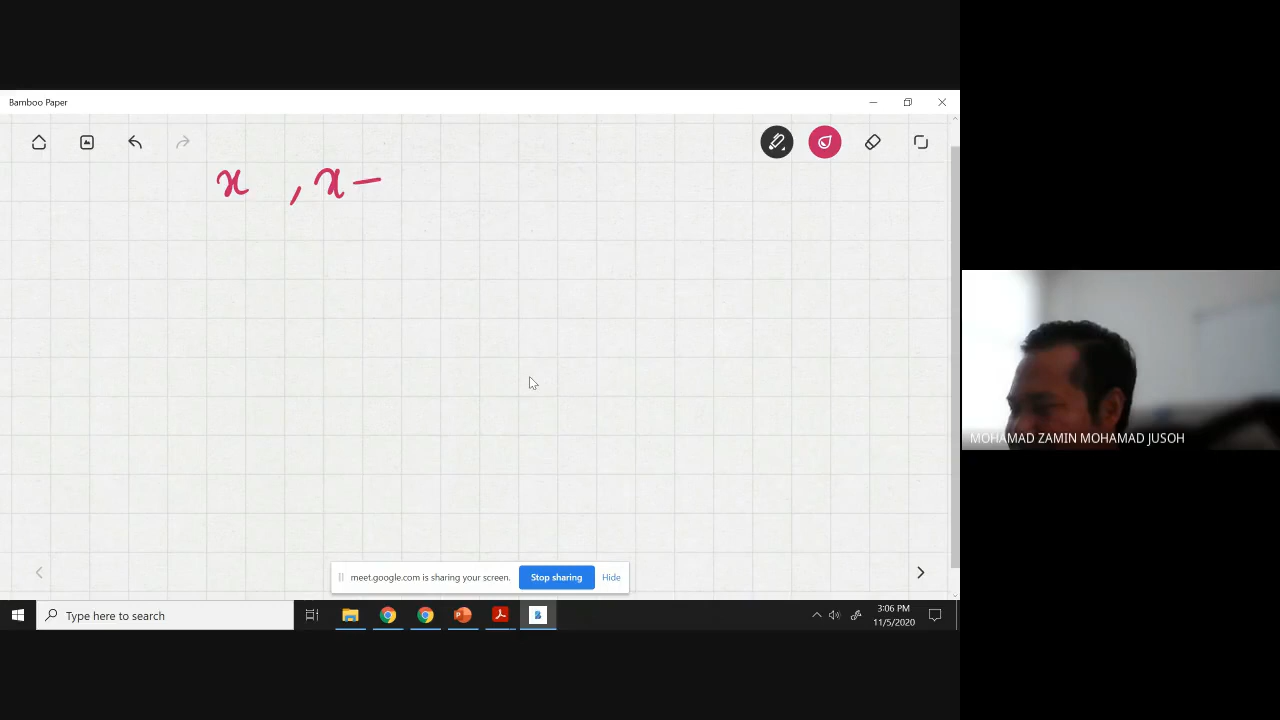 Bamboo Paper
x , x –
MOHAMAD ZAMIN MOHAMAD JUSOH
meet.google.com is sharing your screen. Stop sharing Hide
Type here to search
3:06 PM
11/5/2020